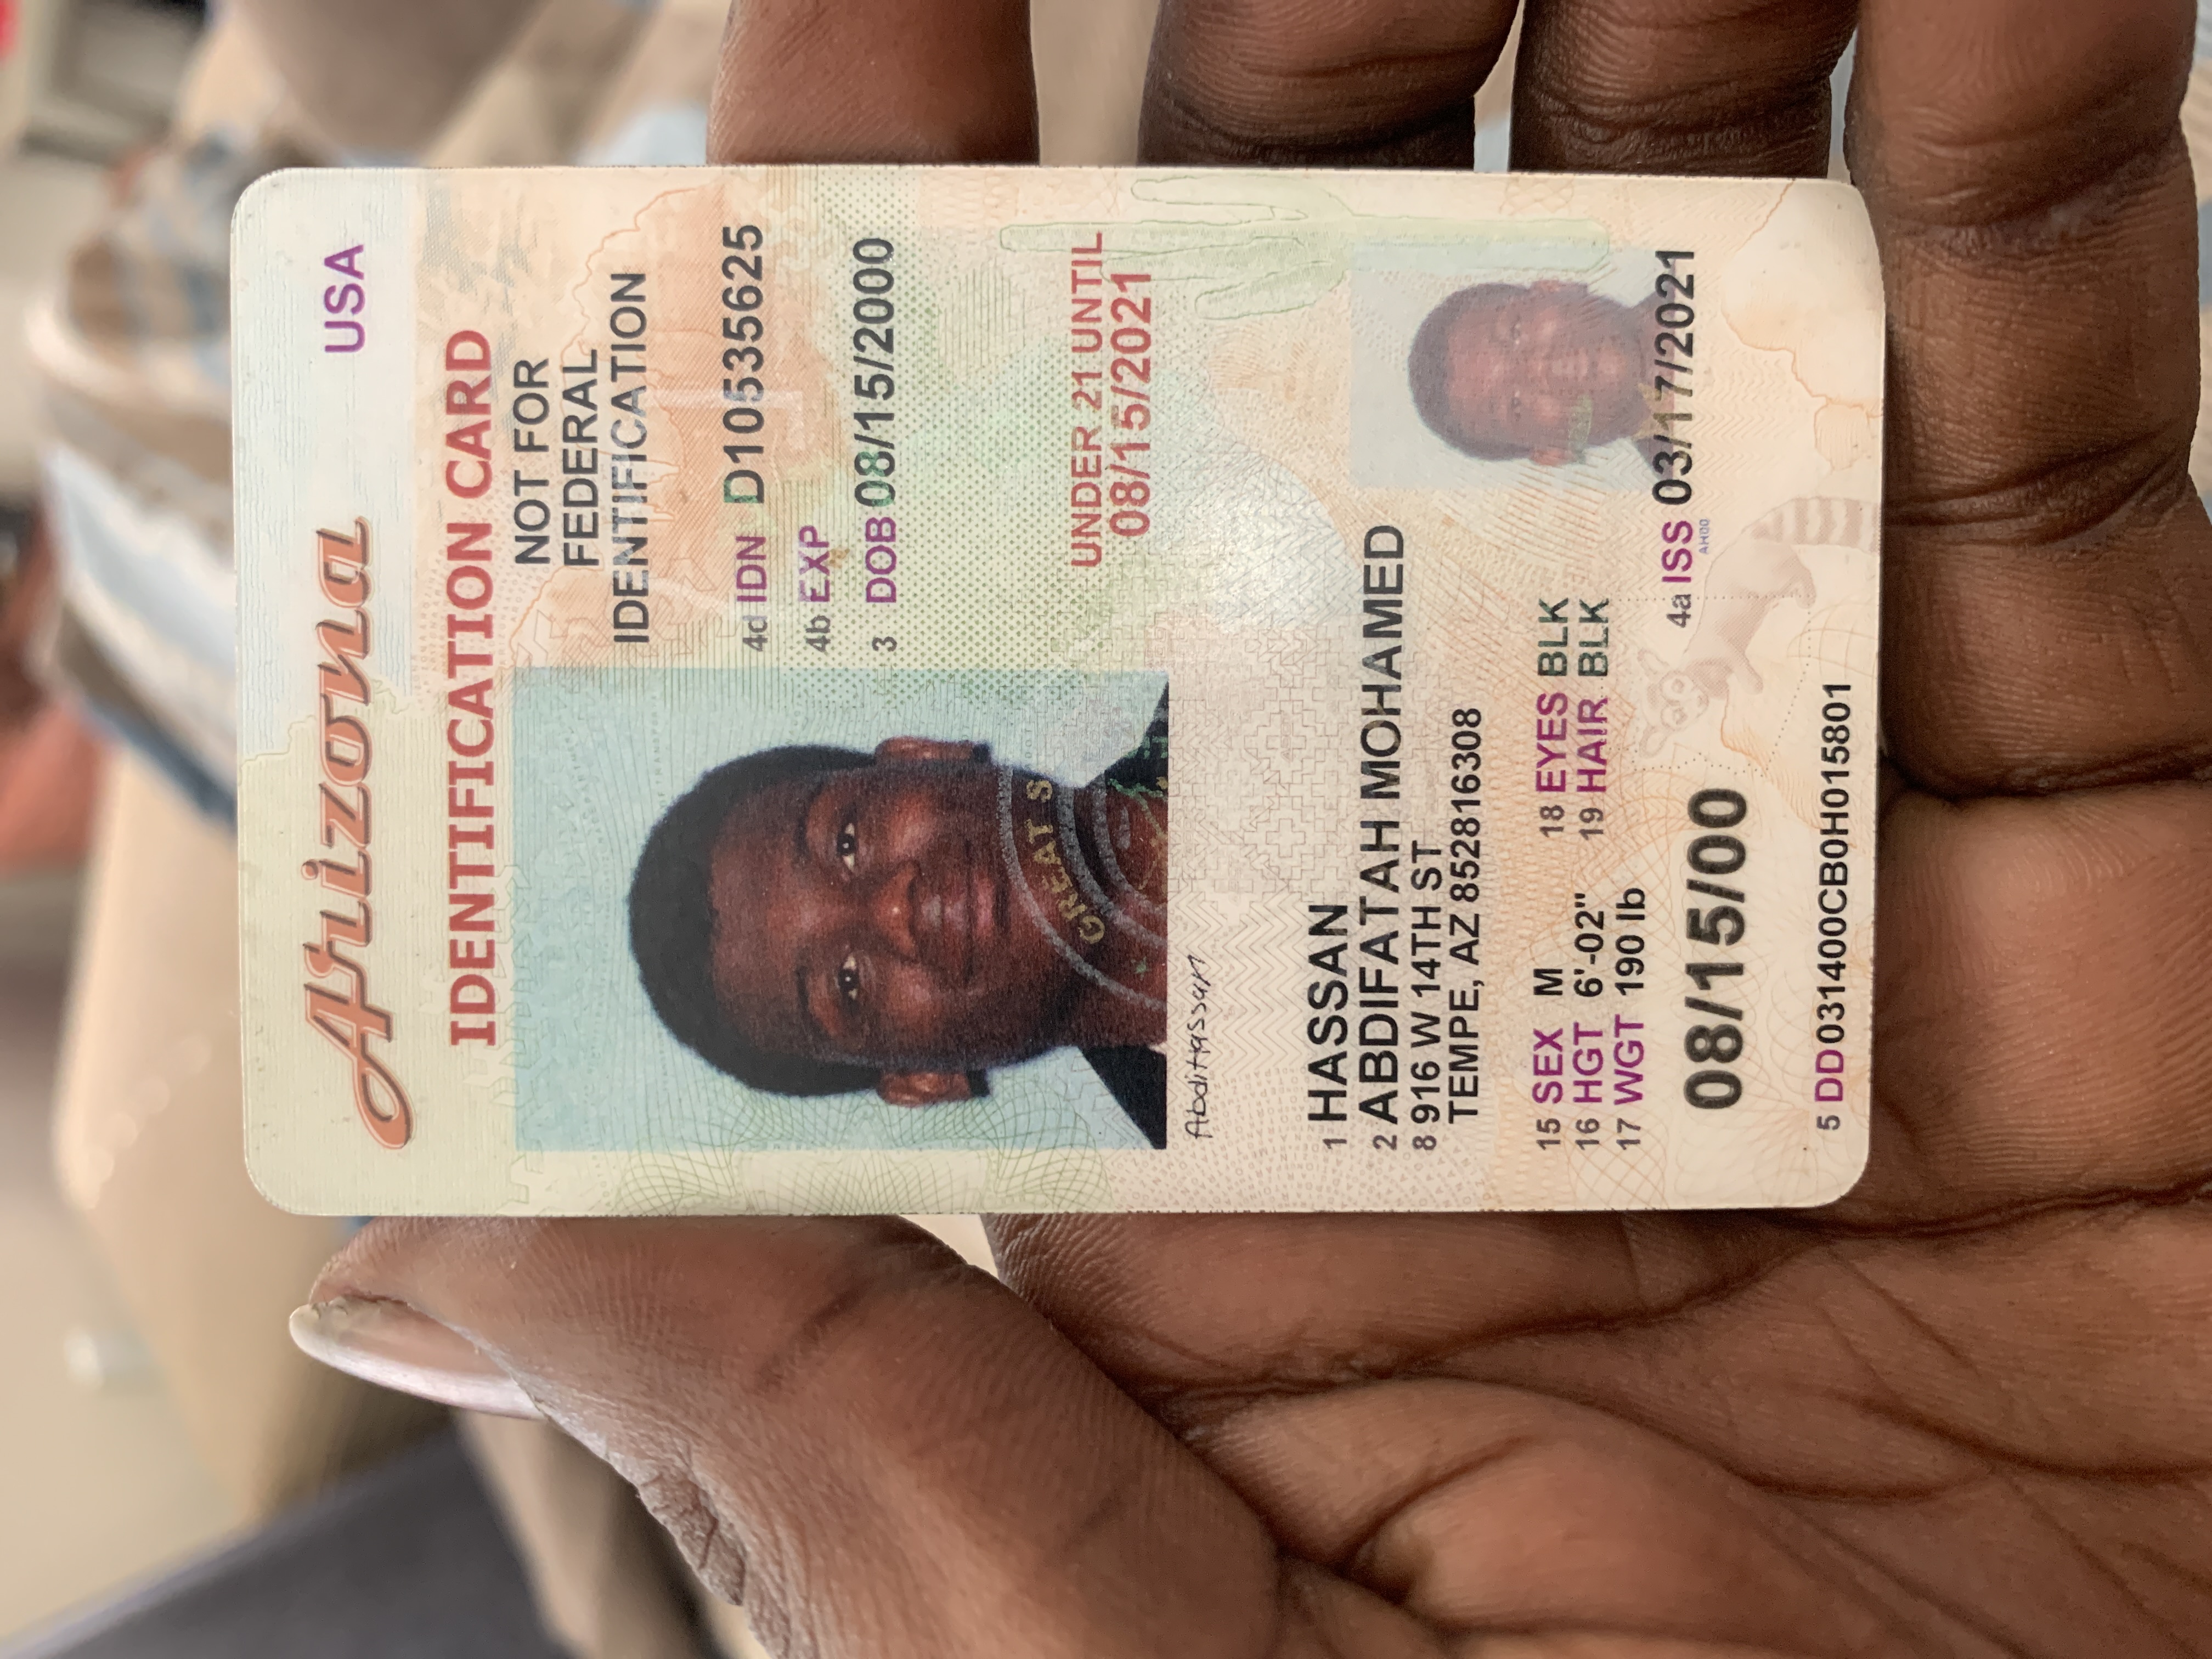 Arizona USA
IDENTIFICATION CARD
NOT FOR
FEDERAL
IDENTIFICATION
4d IDN D10535625
4b EXP
3 DOB 08/15/2000
GREAT S
UNDER 21 UNTIL
08/15/2021
AbdiHassan
1 HASSAN
2 ABDIFATAH MOHAMED
8 916 W 14TH ST
TEMPE, AZ 852816308
15 SEX M 18 EYES BLK
16 HGT 6'-02" 19 HAIR BLK
17 WGT 190 lb
4a ISS 03/17/2021
AH00
08/15/00
5 DD 031400CB0H015801